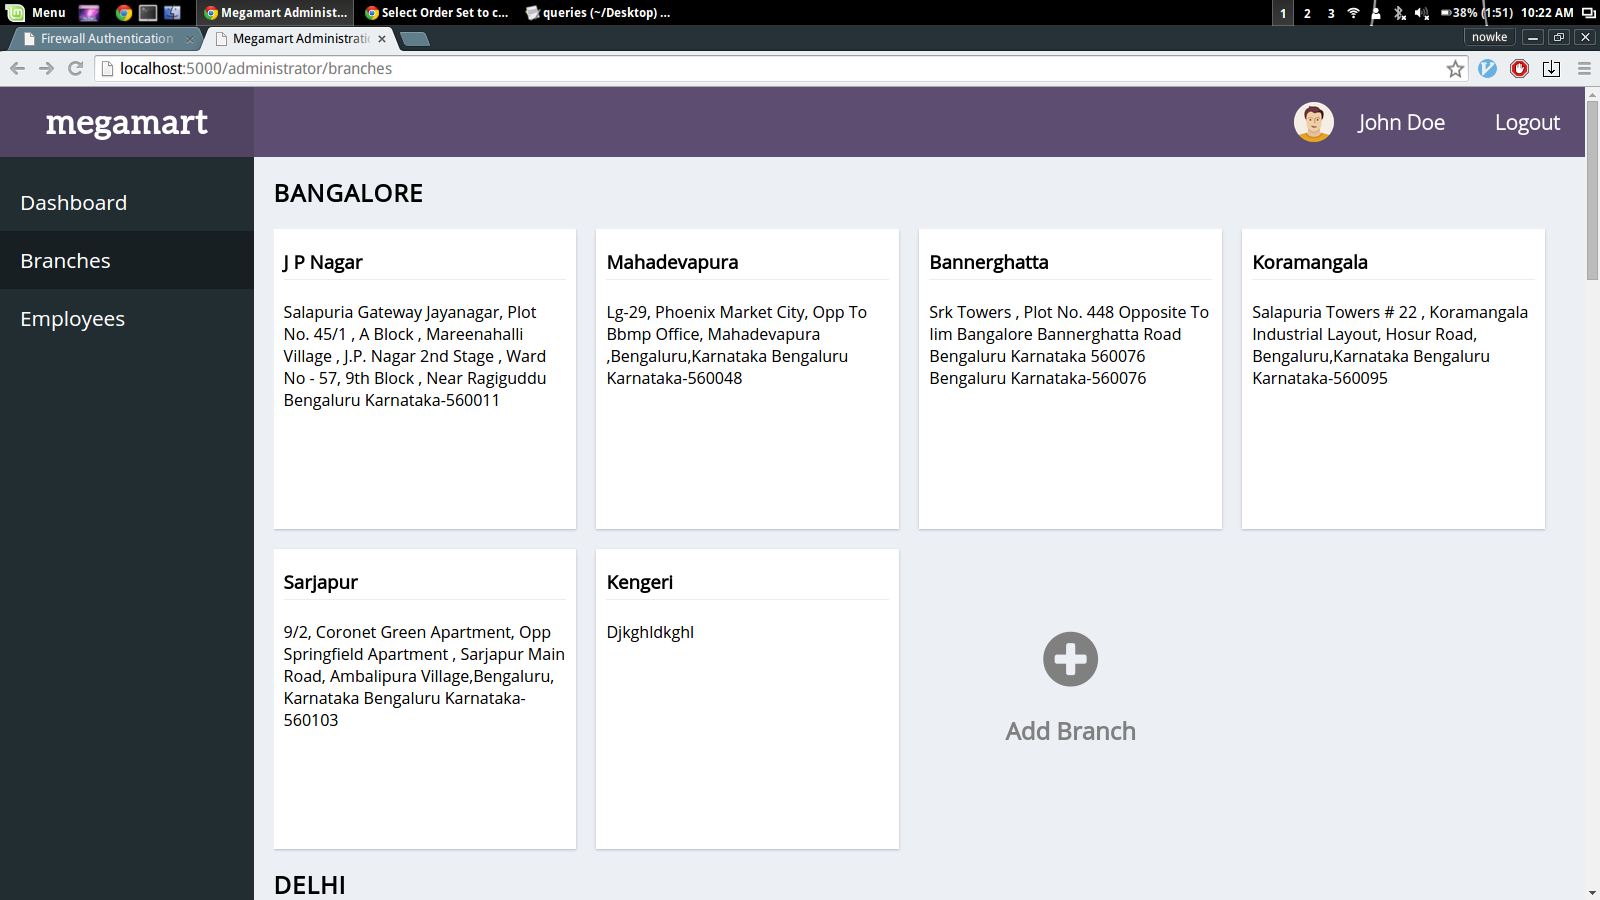 Menu
Megamart Administ...
Select Order Set to c...
queries (~/Desktop) ...
1 2 3
38% (1:51) 10:22 AM
Firewall Authentication
Megamart Administratio
nowke
localhost:5000/administrator/branches
megamart
John Doe
Logout
Dashboard
Branches
Employees
BANGALORE
J P Nagar
Salapuria Gateway Jayanagar, Plot
No. 45/1 , A Block , Mareenahalli
Village , J.P. Nagar 2nd Stage , Ward
No - 57, 9th Block , Near Ragiguddu
Bengaluru Karnataka-560011
Mahadevapura
Lg-29, Phoenix Market City, Opp To
Bbmp Office, Mahadevapura
,Bengaluru,Karnataka Bengaluru
Karnataka-560048
Bannerghatta
Srk Towers , Plot No. 448 Opposite To
Iim Bangalore Bannerghatta Road
Bengaluru Karnataka 560076
Bengaluru Karnataka-560076
Koramangala
Salapuria Towers # 22 , Koramangala
Industrial Layout, Hosur Road,
Bengaluru,Karnataka Bengaluru
Karnataka-560095
Sarjapur
9/2, Coronet Green Apartment, Opp
Springfield Apartment , Sarjapur Main
Road, Ambalipura Village,Bengaluru,
Karnataka Bengaluru Karnataka-
560103
Kengeri
Djkghldkghl
Add Branch
DELHI